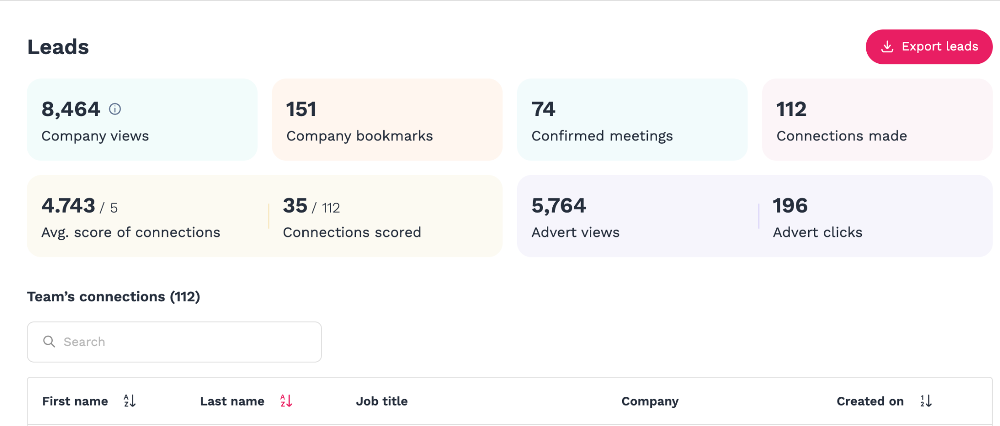 Leads
Export leads
8,464
Company views
151
Company bookmarks
74
Confirmed meetings
112
Connections made
4.743 / 5
Avg. score of connections
35 / 112
Connections scored
5,764
Advert views
196
Advert clicks
Team’s connections (112)
Search
First name Last name Job title Company Created on